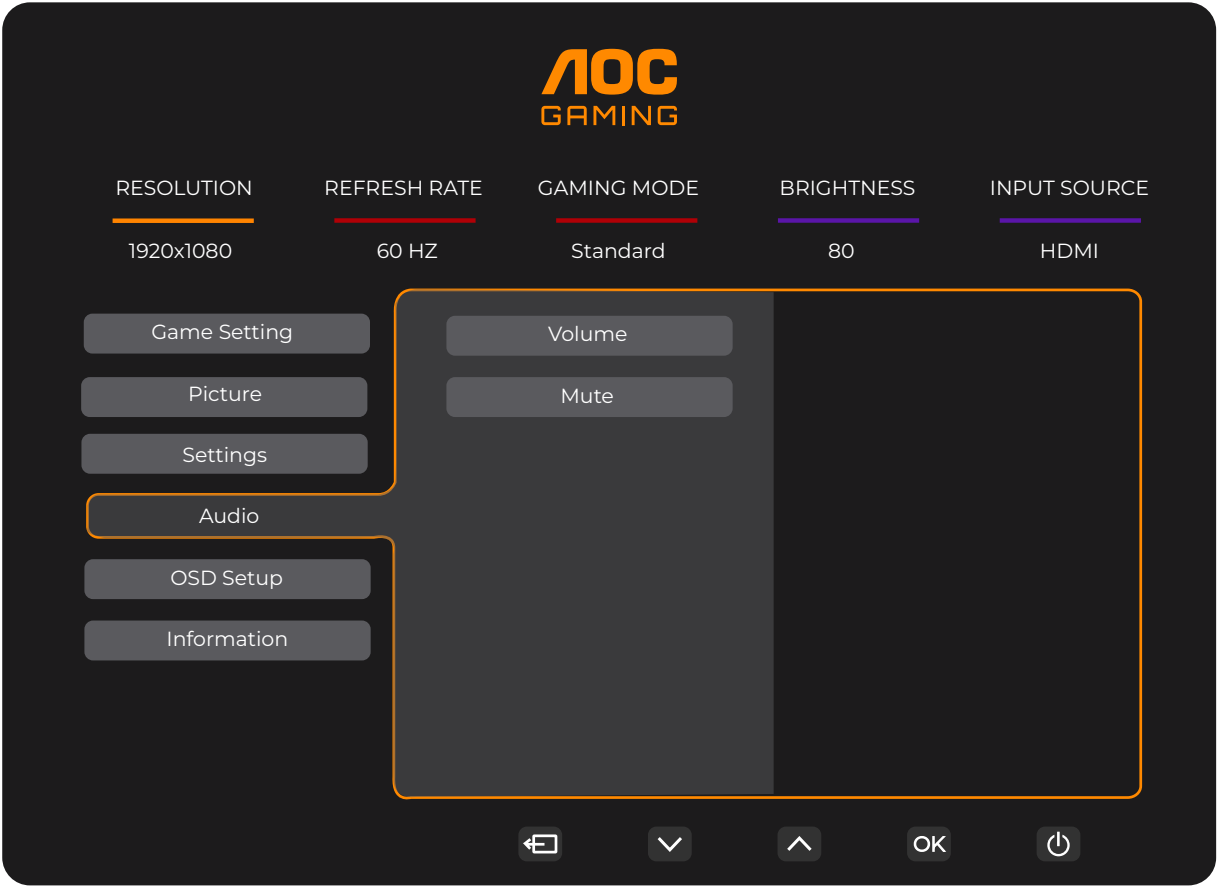 AOC
GAMING
RESOLUTION REFRESH RATE GAMING MODE BRIGHTNESS INPUT SOURCE
1920x1080 60 HZ Standard 80 HDMI
Game Setting Volume
Picture Mute
Settings
Audio
OSD Setup
Information
OK